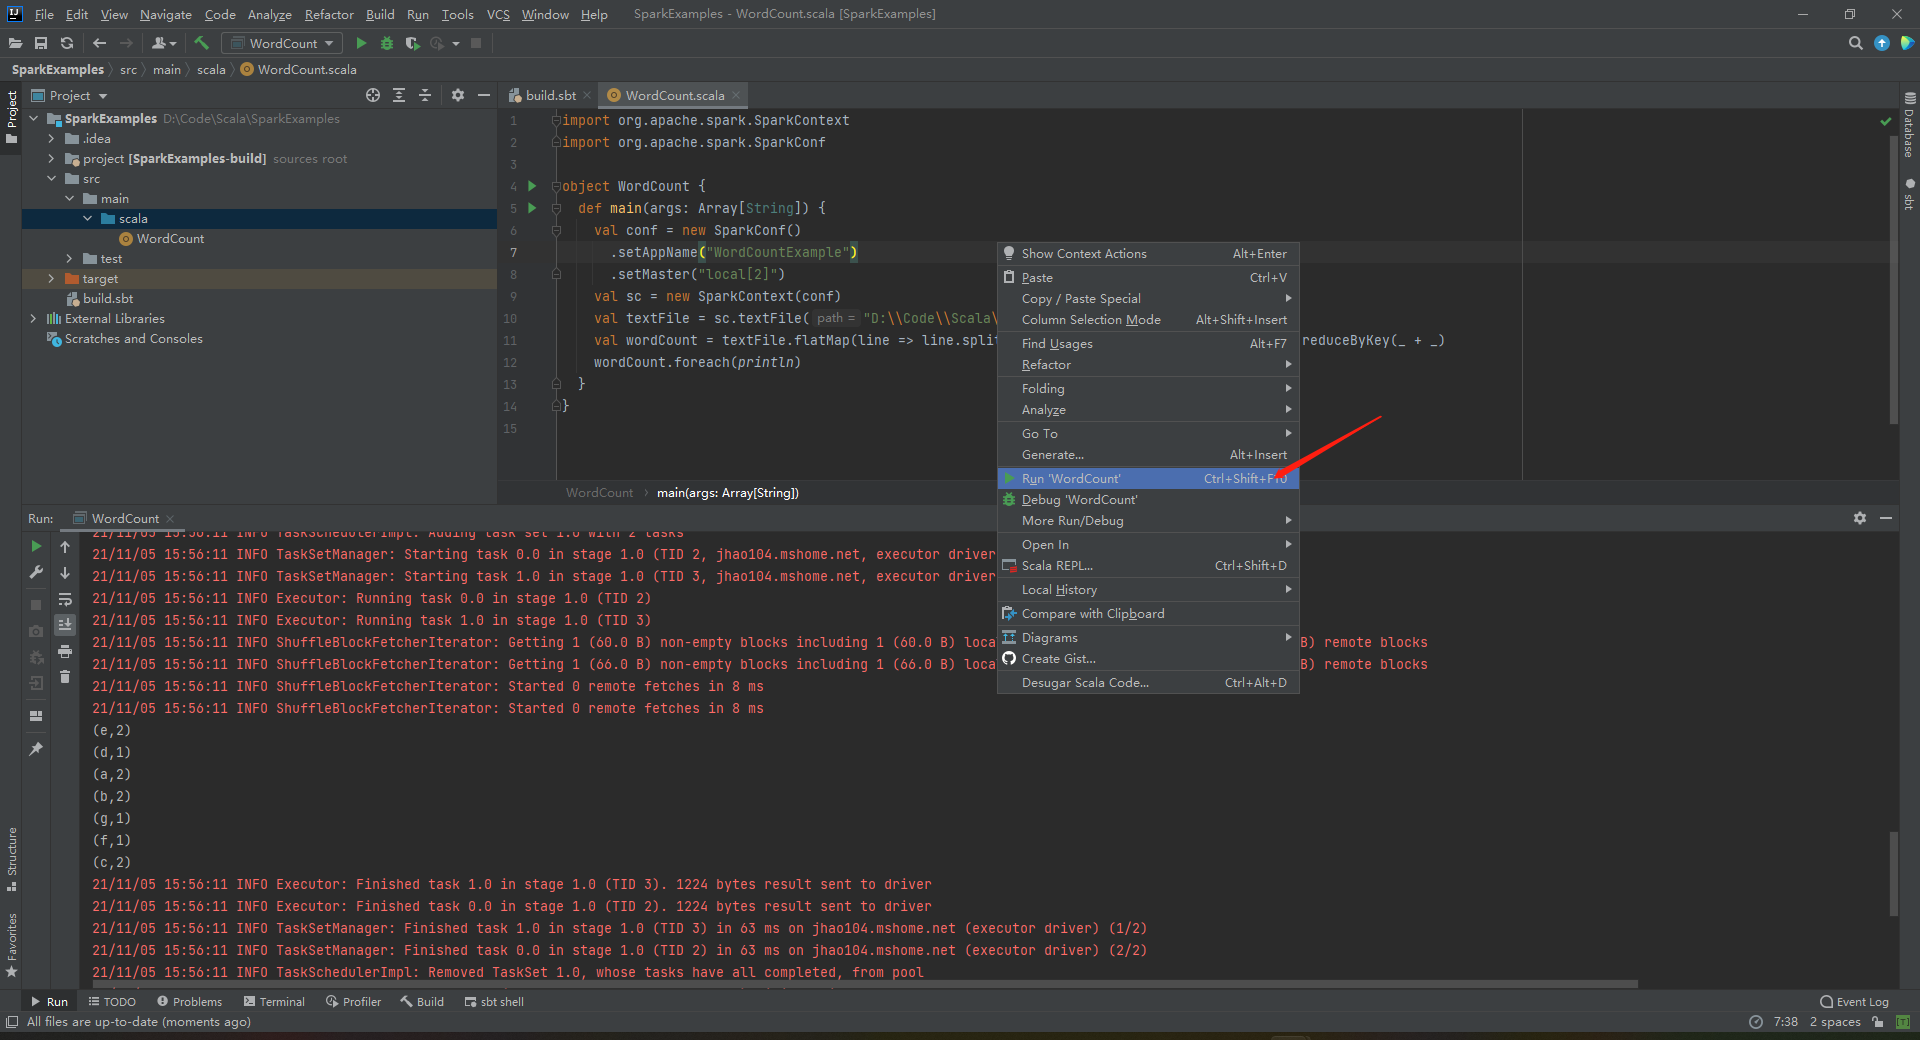 File Edit View Navigate Code Analyze Refactor Build Run Tools VCS Window Help SparkExamples - WordCount.scala [SparkExamples]
WordCount
SparkExamples src main scala WordCount.scala
Project
Project
build.sbt
WordCount.scala
SparkExamples D:\Code\Scala\SparkExamples
.idea
project [SparkExamples-build] sources root
src
main
scala
WordCount
test
target
build.sbt
External Libraries
Scratches and Consoles
1 import org.apache.spark.SparkContext
2 import org.apache.spark.SparkConf
3
4 object WordCount {
5 def main(args: Array[String]) {
6 val conf = new SparkConf()
7 .setAppName("WordCountExample")
8 .setMaster("local[2]")
9 val sc = new SparkContext(conf)
10 val textFile = sc.textFile( path = "D:\\Code\\Scala\
11 val wordCount = textFile.flatMap(line => line.split reduceByKey(_ + _)
12 wordCount.foreach(println)
13 }
14 }
15
WordCount main(args: Array[String])
Database
sbt
Show Context Actions Alt+Enter
Paste Ctrl+V
Copy / Paste Special
Column Selection Mode Alt+Shift+Insert
Find Usages Alt+F7
Refactor
Folding
Analyze
Go To
Generate... Alt+Insert
Run 'WordCount' Ctrl+Shift+F10
Debug 'WordCount'
More Run/Debug
Open In
Scala REPL... Ctrl+Shift+D
Local History
Compare with Clipboard
Diagrams
Create Gist...
Desugar Scala Code... Ctrl+Alt+D
Run: WordCount
21/11/05 15:56:11 INFO TaskSchedulerImpl: Adding task set 1.0 with 2 tasks
21/11/05 15:56:11 INFO TaskSetManager: Starting task 0.0 in stage 1.0 (TID 2, jhao104.mshome.net, executor driver
21/11/05 15:56:11 INFO TaskSetManager: Starting task 1.0 in stage 1.0 (TID 3, jhao104.mshome.net, executor driver
21/11/05 15:56:11 INFO Executor: Running task 0.0 in stage 1.0 (TID 2)
21/11/05 15:56:11 INFO Executor: Running task 1.0 in stage 1.0 (TID 3)
21/11/05 15:56:11 INFO ShuffleBlockFetcherIterator: Getting 1 (60.0 B) non-empty blocks including 1 (60.0 B) loca B) remote blocks
21/11/05 15:56:11 INFO ShuffleBlockFetcherIterator: Getting 1 (66.0 B) non-empty blocks including 1 (66.0 B) loca B) remote blocks
21/11/05 15:56:11 INFO ShuffleBlockFetcherIterator: Started 0 remote fetches in 8 ms
21/11/05 15:56:11 INFO ShuffleBlockFetcherIterator: Started 0 remote fetches in 8 ms
(e,2)
(d,1)
(a,2)
(b,2)
(g,1)
(f,1)
(c,2)
21/11/05 15:56:11 INFO Executor: Finished task 1.0 in stage 1.0 (TID 3). 1224 bytes result sent to driver
21/11/05 15:56:11 INFO Executor: Finished task 0.0 in stage 1.0 (TID 2). 1224 bytes result sent to driver
21/11/05 15:56:11 INFO TaskSetManager: Finished task 1.0 in stage 1.0 (TID 3) in 63 ms on jhao104.mshome.net (executor driver) (1/2)
21/11/05 15:56:11 INFO TaskSetManager: Finished task 0.0 in stage 1.0 (TID 2) in 63 ms on jhao104.mshome.net (executor driver) (2/2)
21/11/05 15:56:11 INFO TaskSchedulerImpl: Removed TaskSet 1.0, whose tasks have all completed, from pool
Structure
Favorites
Run TODO Problems Terminal Profiler Build sbt shell Event Log
All files are up-to-date (moments ago) 7:38 2 spaces